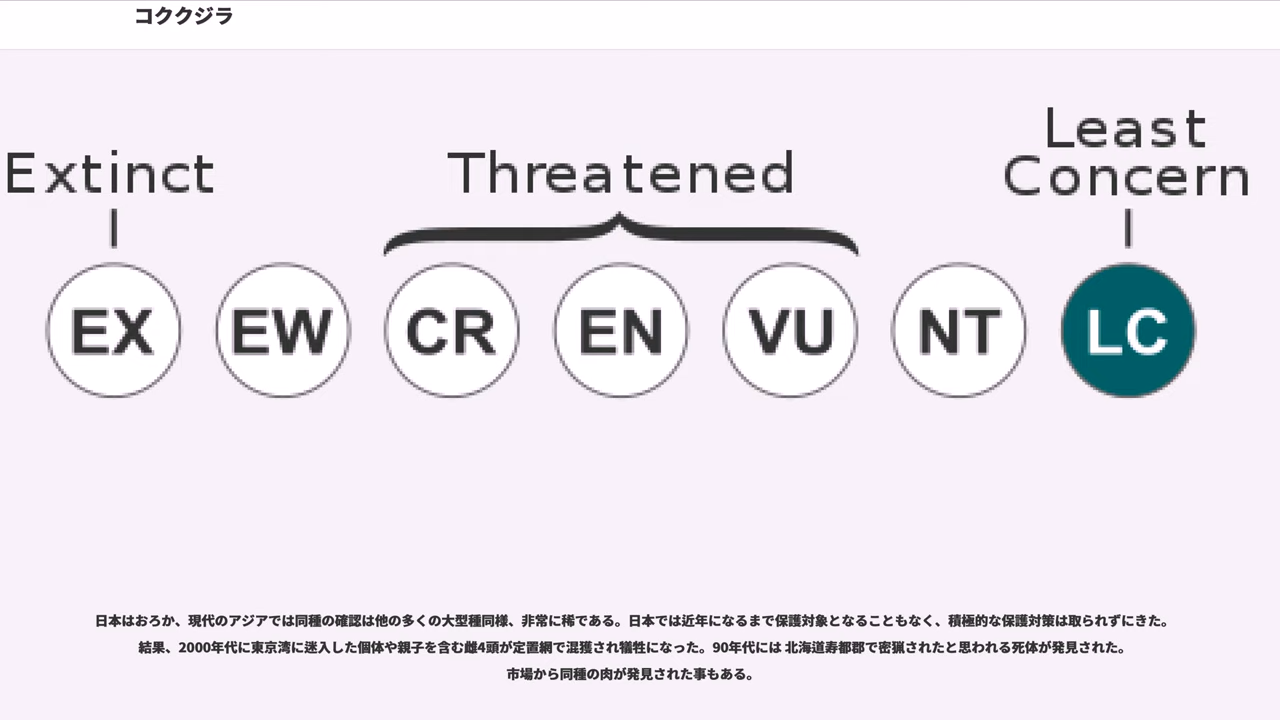 コククジラ
Extinct
Threatened
Least
Concern
EX EW CR EN VU NT LC
日本はおろか、現代のアジアでは同種の確認は他の多くの大型種同様、非常に稀である。日本では近年になるまで保護対象となることもなく、積極的な保護対策は取られずにきた。
結果、2000年代に東京湾に迷入した個体や親子を含む雌4頭が定置網で混獲され犠牲になった。90年代には 北海道寿都郡で密猟されたと思われる死体が発見された。
市場から同種の肉が発見された事もある。